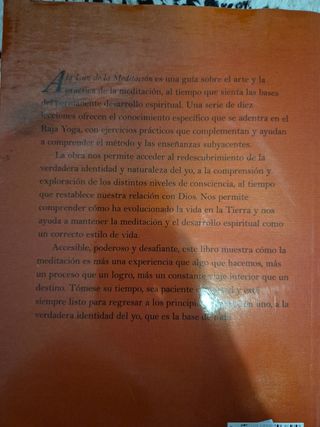 A la Luz de la Meditación es una guía sobre el arte y la
práctica de la meditación, al tiempo que sienta las bases
del permanente desarrollo espiritual. Una serie de diez
lecciones ofrecen el conocimiento específico que se adentra en el
Raja Yoga, con ejercicios prácticos que complementan y ayudan
a comprender el método y las enseñanzas subyacentes.
La obra nos permite acceder al redescubrimiento de la
verdadera identidad y naturaleza del yo, a la comprensión y
exploración de los distintos niveles de consciencia, al tiempo
que restablece nuestra relación con Dios. Nos permite
comprender cómo ha evolucionado la vida en la Tierra y nos
ayuda a mantener la meditación y el desarrollo espiritual como
un correcto estilo de vida.
Accesible, poderoso y desafiante, este libro muestra cómo la
meditación es más una experiencia que algo que hacemos, más
un proceso que un logro, más un constante viaje interior que un
destino. Tómese su tiempo, sea paciente y esté
siempre listo para regresar a los principios uno, a la
verdadera identidad del yo, que es la base de todo.